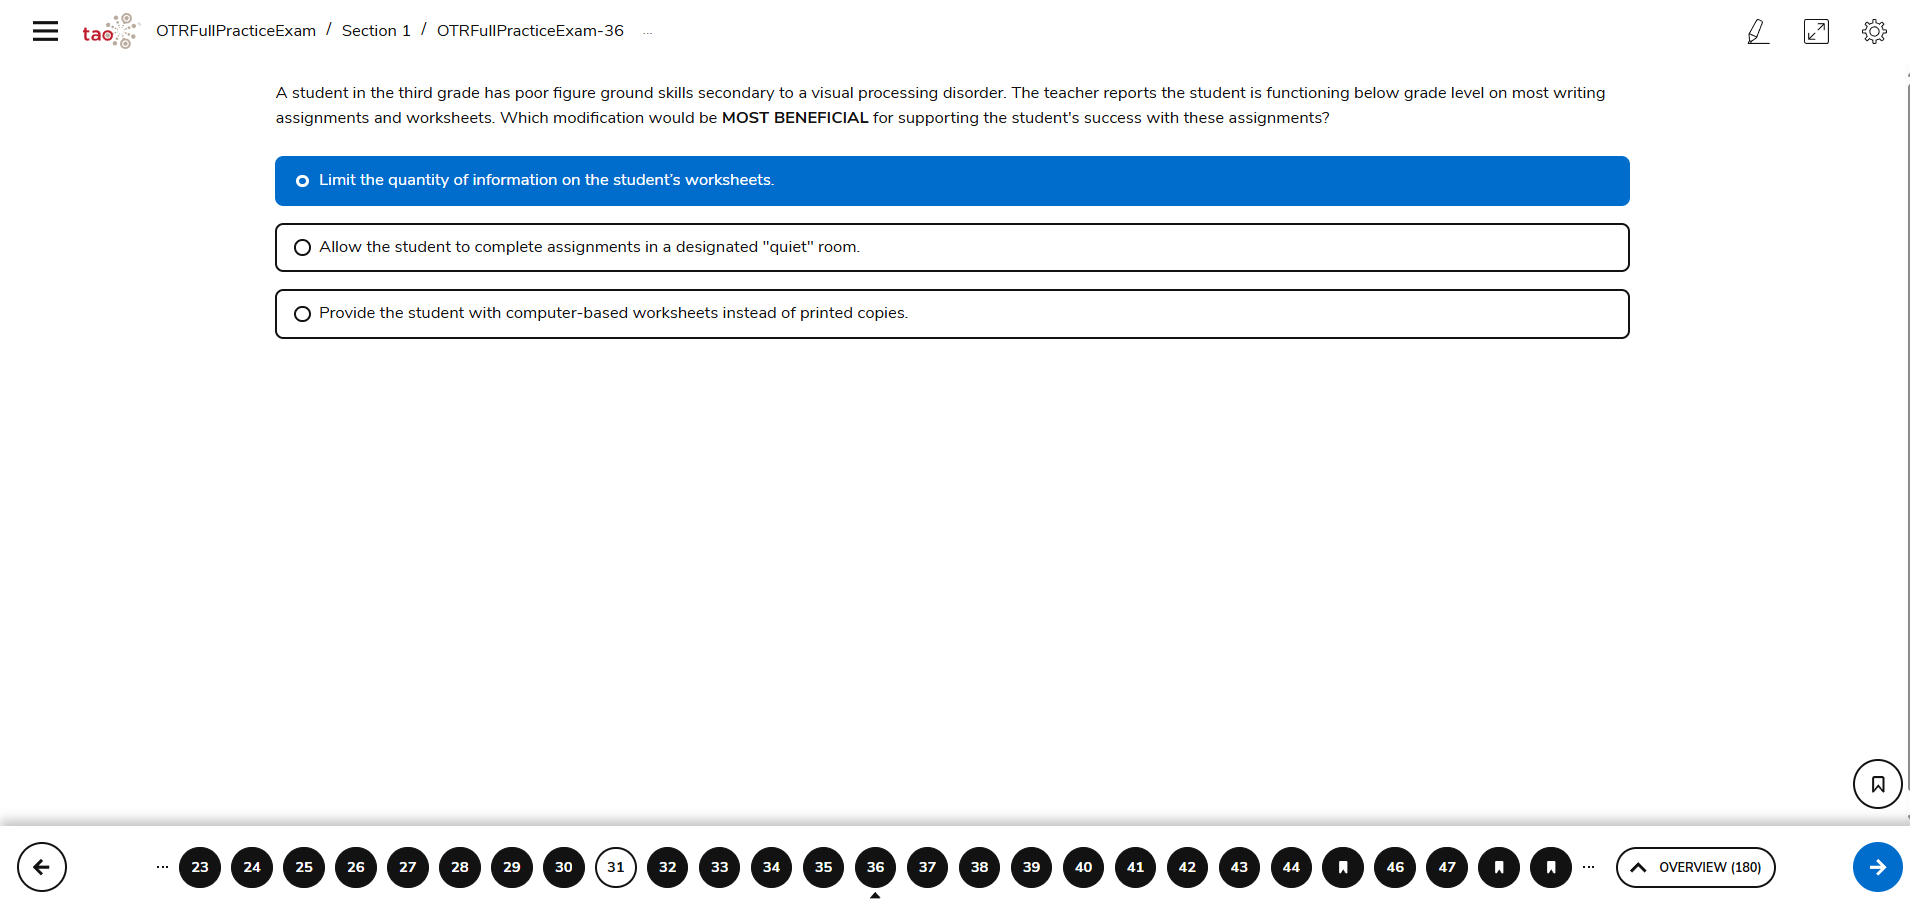 tao
OTRFullPracticeExam / Section 1 / OTRFullPracticeExam-36 ...
A student in the third grade has poor figure ground skills secondary to a visual processing disorder. The teacher reports the student is functioning below grade level on most writing
assignments and worksheets. Which modification would be MOST BENEFICIAL for supporting the student's success with these assignments?
Limit the quantity of information on the student’s worksheets.
Allow the student to complete assignments in a designated "quiet" room.
Provide the student with computer-based worksheets instead of printed copies.
... 23 24 25 26 27 28 29 30 31 32 33 34 35 36 37 38 39 40 41 42 43 44 46 47 ... OVERVIEW (180)